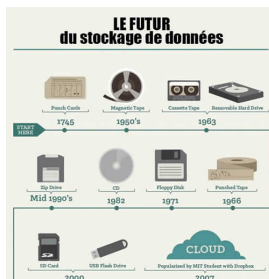 LE FUTUR
du stockage de données
Punch Cards
Magnetic Tape
Cassette Tape
Removable Hard Drive
START
HERE
1745
1950's
1963
Zip Drive
CD
Floppy Disk
Punched Tape
Mid 1990's
1982
1971
1966
CLOUD
SD Card
USB Flash Drive
Popularized by MIT Student with Dropbox
2000
2007